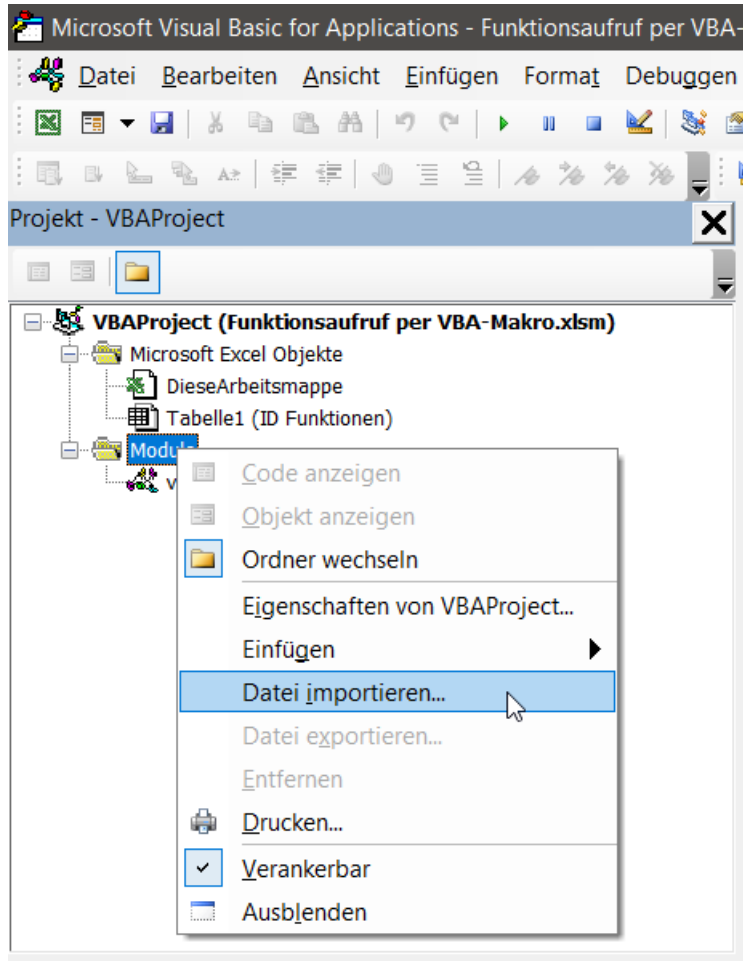 Microsoft Visual Basic for Applications - Funktionsaufruf per VBA-
Datei Bearbeiten Ansicht Einfügen Format Debuggen
Projekt - VBAProject
VBAProject (Funktionsaufruf per VBA-Makro.xlsm)
Microsoft Excel Objekte
DieseArbeitsmappe
Tabelle1 (ID Funktionen)
Module
Code anzeigen
Objekt anzeigen
Ordner wechseln
Eigenschaften von VBAProject...
Einfügen
Datei importieren...
Datei exportieren...
Entfernen
Drucken...
Verankerbar
Ausblenden